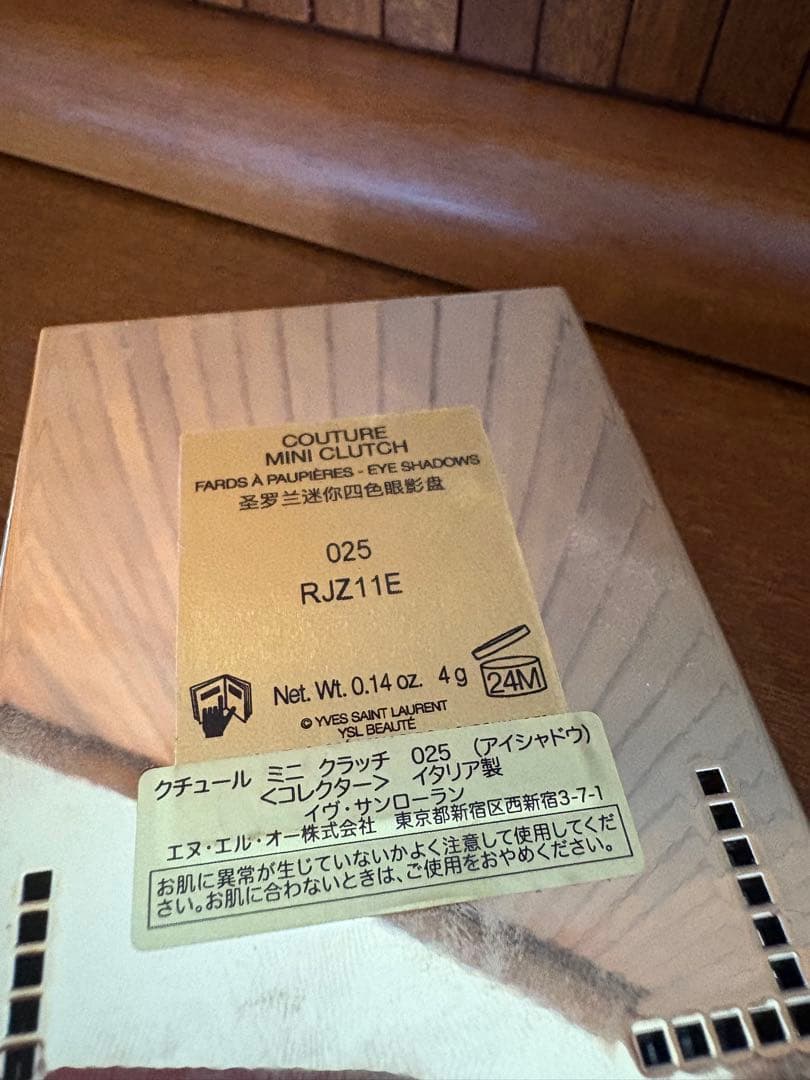 COUTURE
MINI CLUTCH
FARDS À PAUPIÈRES - EYE SHADOWS
圣罗兰迷你四色眼影盘
025
RJZ11E
Net. Wt. 0.14 oz. 4 g
24M
© YVES SAINT LAURENT
YSL BEAUTÉ
クチュール ミニ クラッチ 025 (アイシャドウ)
<コレクター> イタリア製
イヴ・サンローラン
エヌ・エル・オー株式会社 東京都新宿区西新宿3-7-1
お肌に異常が生じていないかよく注意して使用してくだ
さい。お肌に合わないときは、ご使用をおやめください。